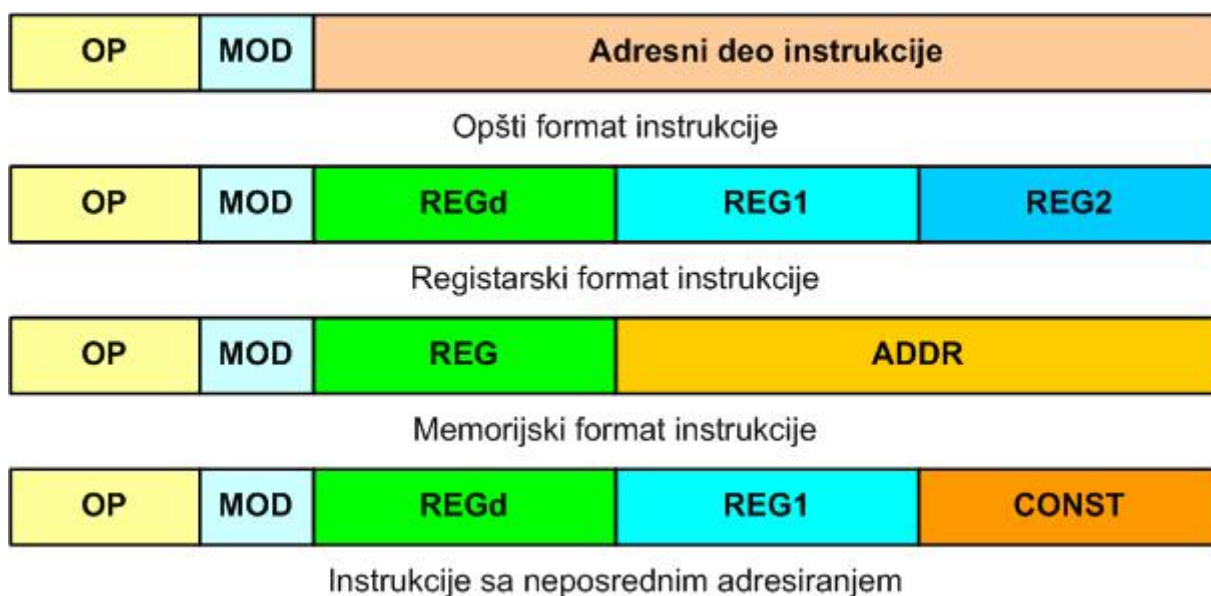 OP MOD Adresni deo instrukcije
Opšti format instrukcije
OP MOD REGd REG1 REG2
Registarski format instrukcije
OP MOD REG ADDR
Memorijski format instrukcije
OP MOD REGd REG1 CONST
Instrukcije sa neposrednim adresiranjem